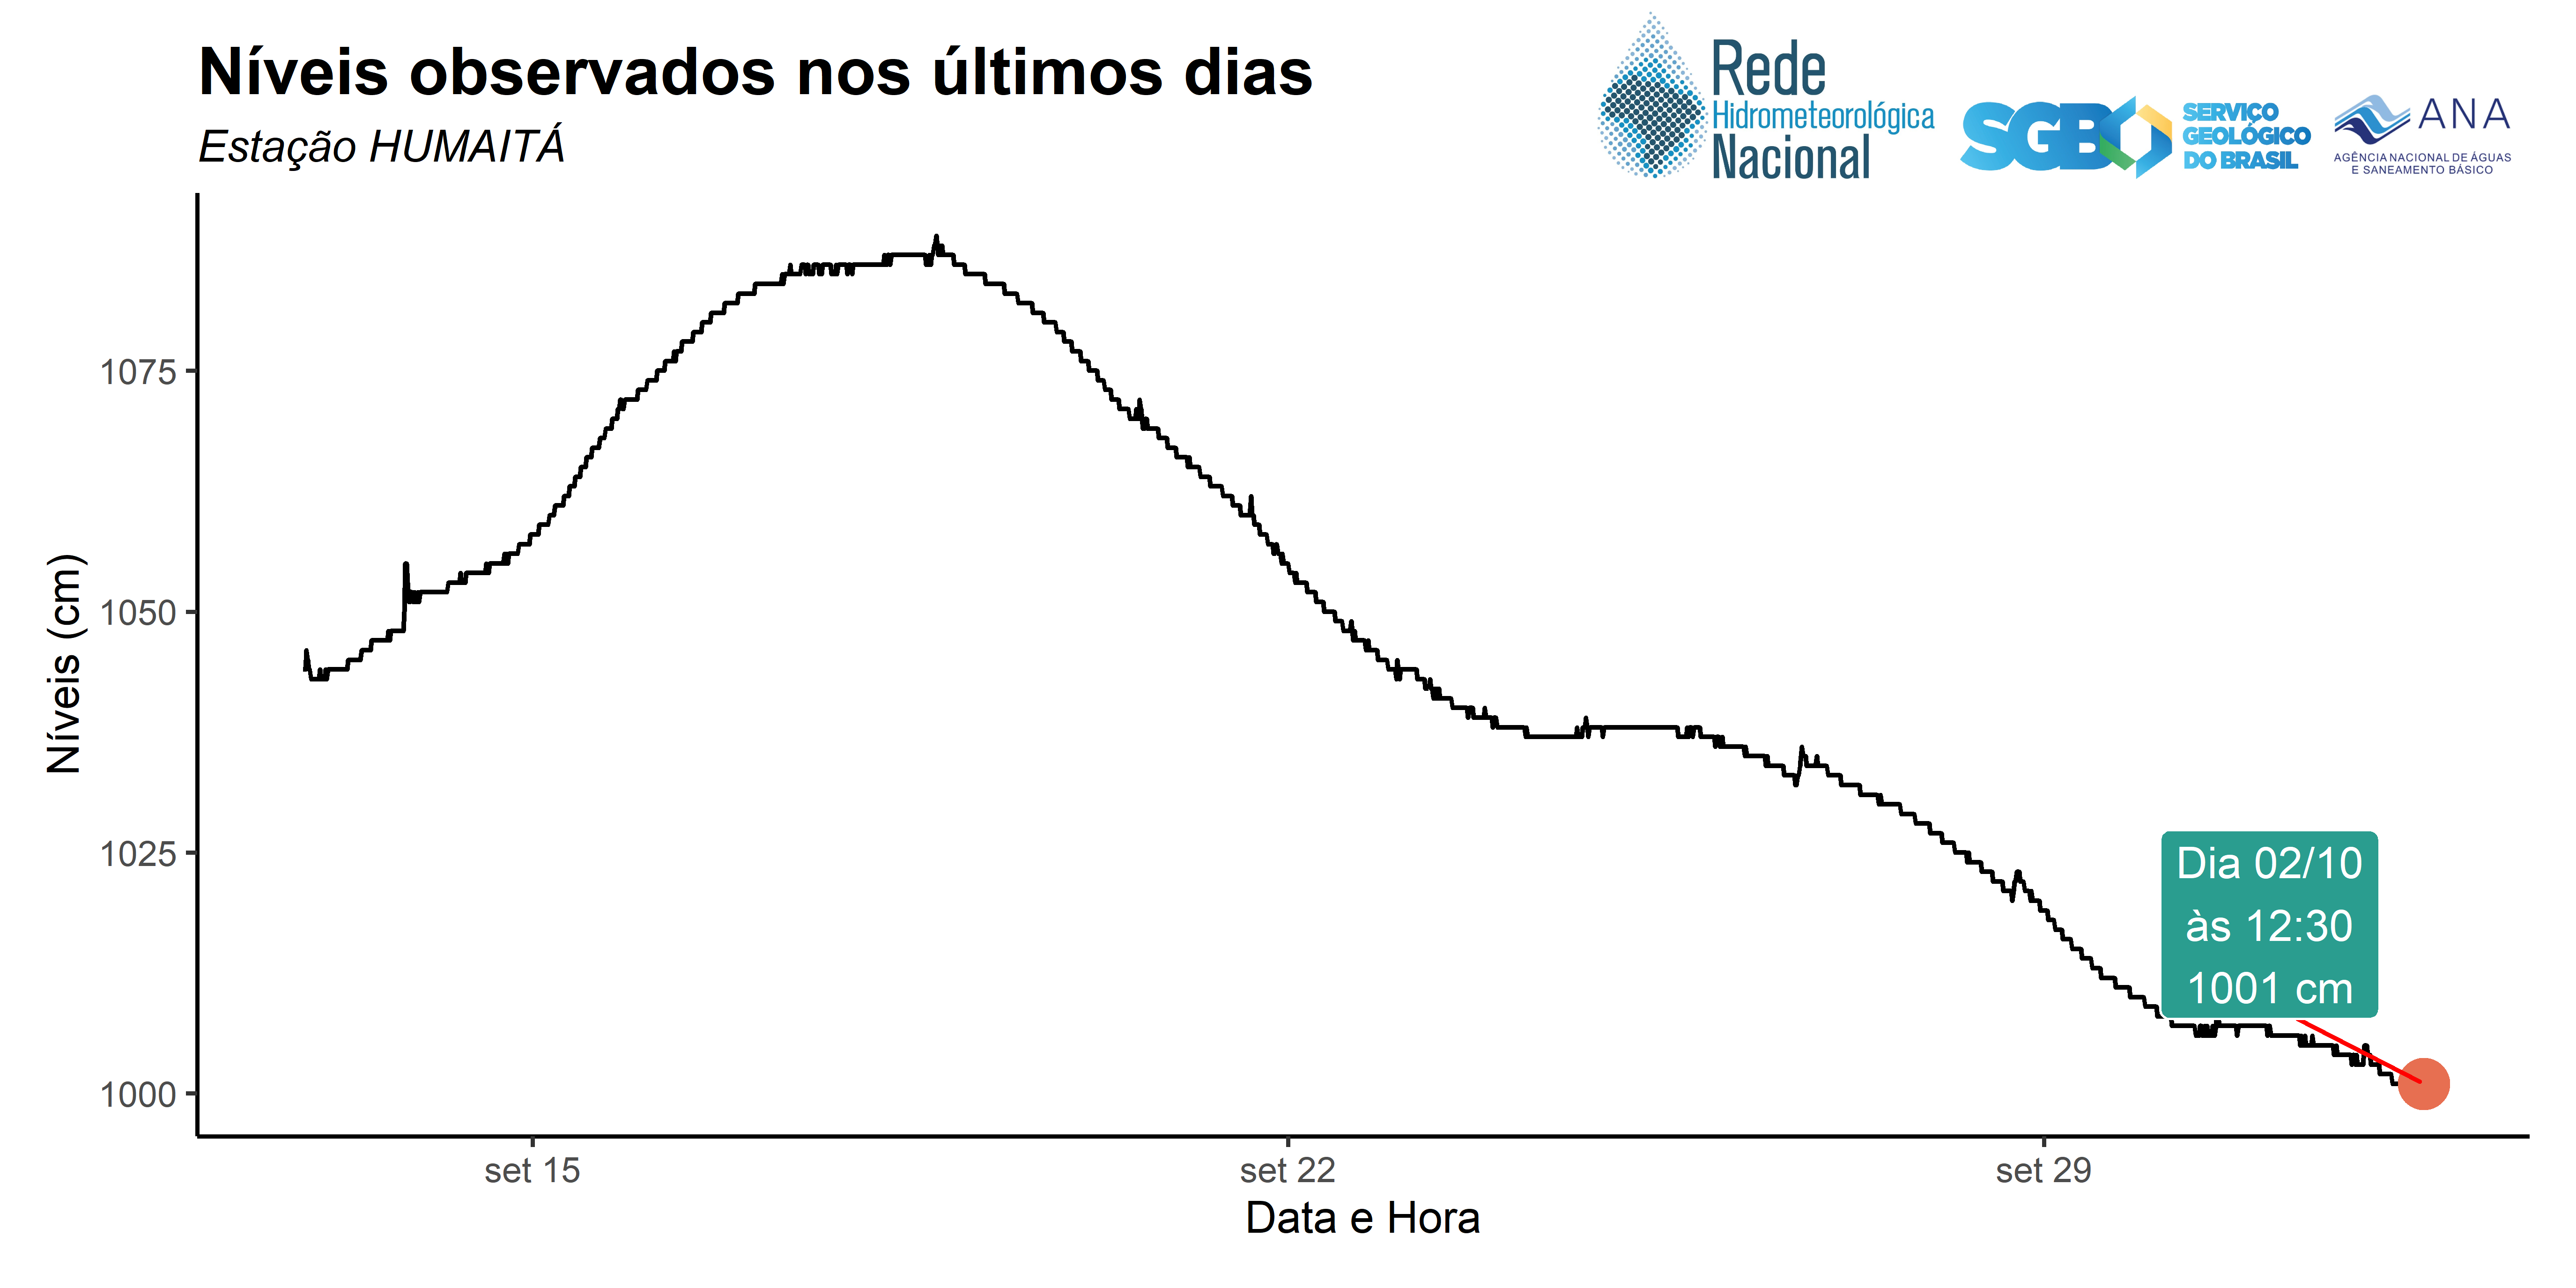 Níveis observados nos últimos dias
Estação HUMAITÁ
Rede
Hidrometeorológica
Nacional
SGB
SERVIÇO
GEOLÓGICO
DO BRASIL
ANA
AGÊNCIA NACIONAL DE ÁGUAS
E SANEAMENTO BÁSICO
Níveis (cm)
1075
1050
1025
1000
Dia 02/10
às 12:30
1001 cm
set 15
set 22
set 29
Data e Hora